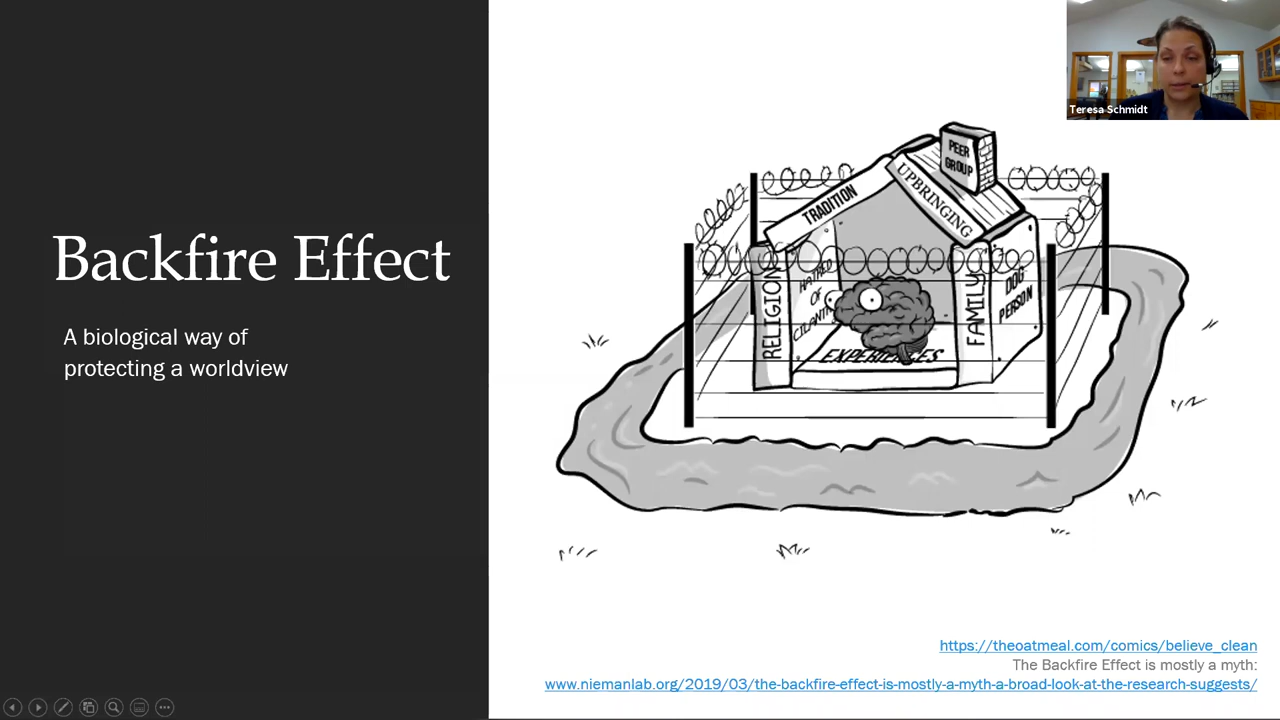 Backfire Effect
A biological way of
protecting a worldview
Teresa Schmidt
PEER
GROUP
TRADITION
UPBRINGING
RELIGION
HATRED
OF
CILANTRO
FAMILY
DOG
PERSON
EXPERIENCES
https://theoatmeal.com/comics/believe_clean
The Backfire Effect is mostly a myth:
www.niemanlab.org/2019/03/the-backfire-effect-is-mostly-a-myth-a-broad-look-at-the-research-suggests/